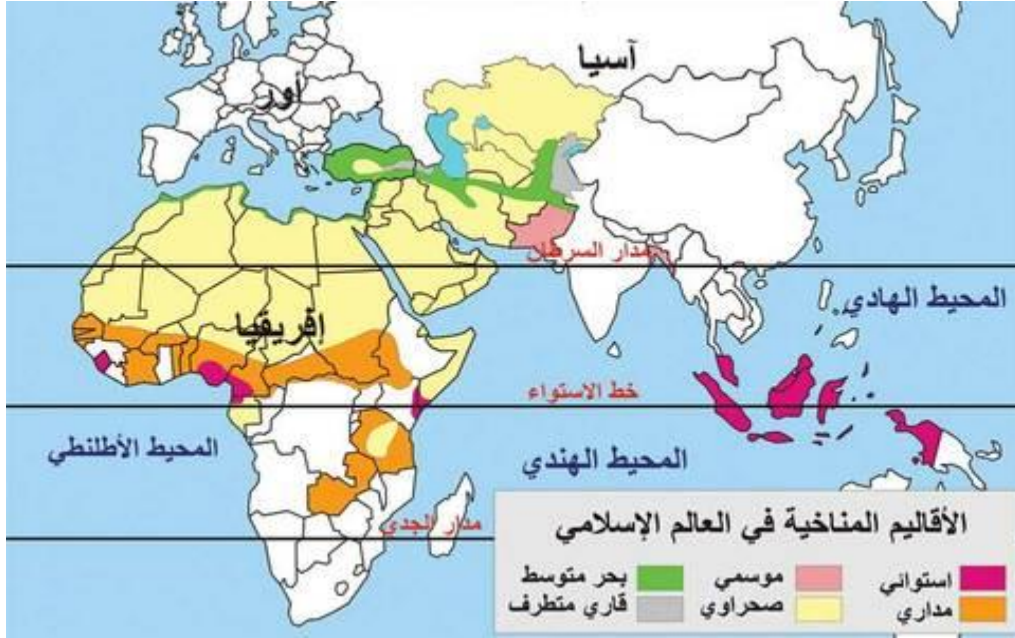 آسيا
أور
مدار السرطان
المحيط الهادي
إفريقيا
خط الاستواء
المحيط الأطلنطي
المحيط الهندي
مدار الجدي
الأقاليم المناخية في العالم الإسلامي
استوائي موسمي بحر متوسط
مداري صحراوي قاري متطرف